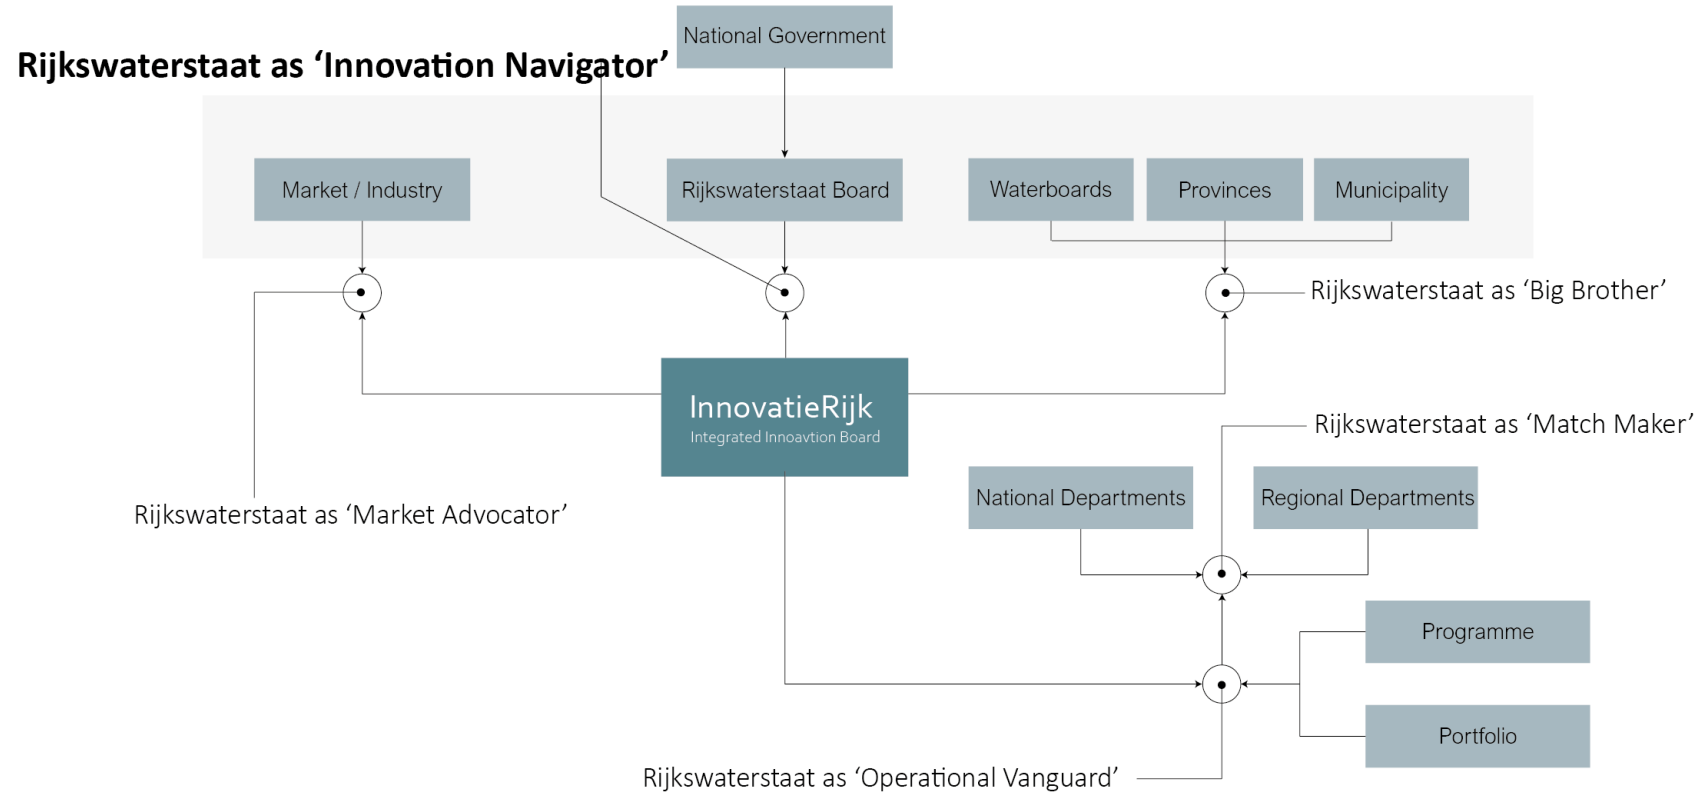 National Government
Rijkswaterstaat as ‘Innovation Navigator’
Market / Industry
Rijkswaterstaat Board
Waterboards
Provinces
Municipality
Rijkswaterstaat as ‘Big Brother’
InnovatieRijk
Integrated Innoavtion Board
Rijkswaterstaat as ‘Match Maker’
National Departments
Regional Departments
Rijkswaterstaat as ‘Market Advocator’
Programme
Portfolio
Rijkswaterstaat as ‘Operational Vanguard’